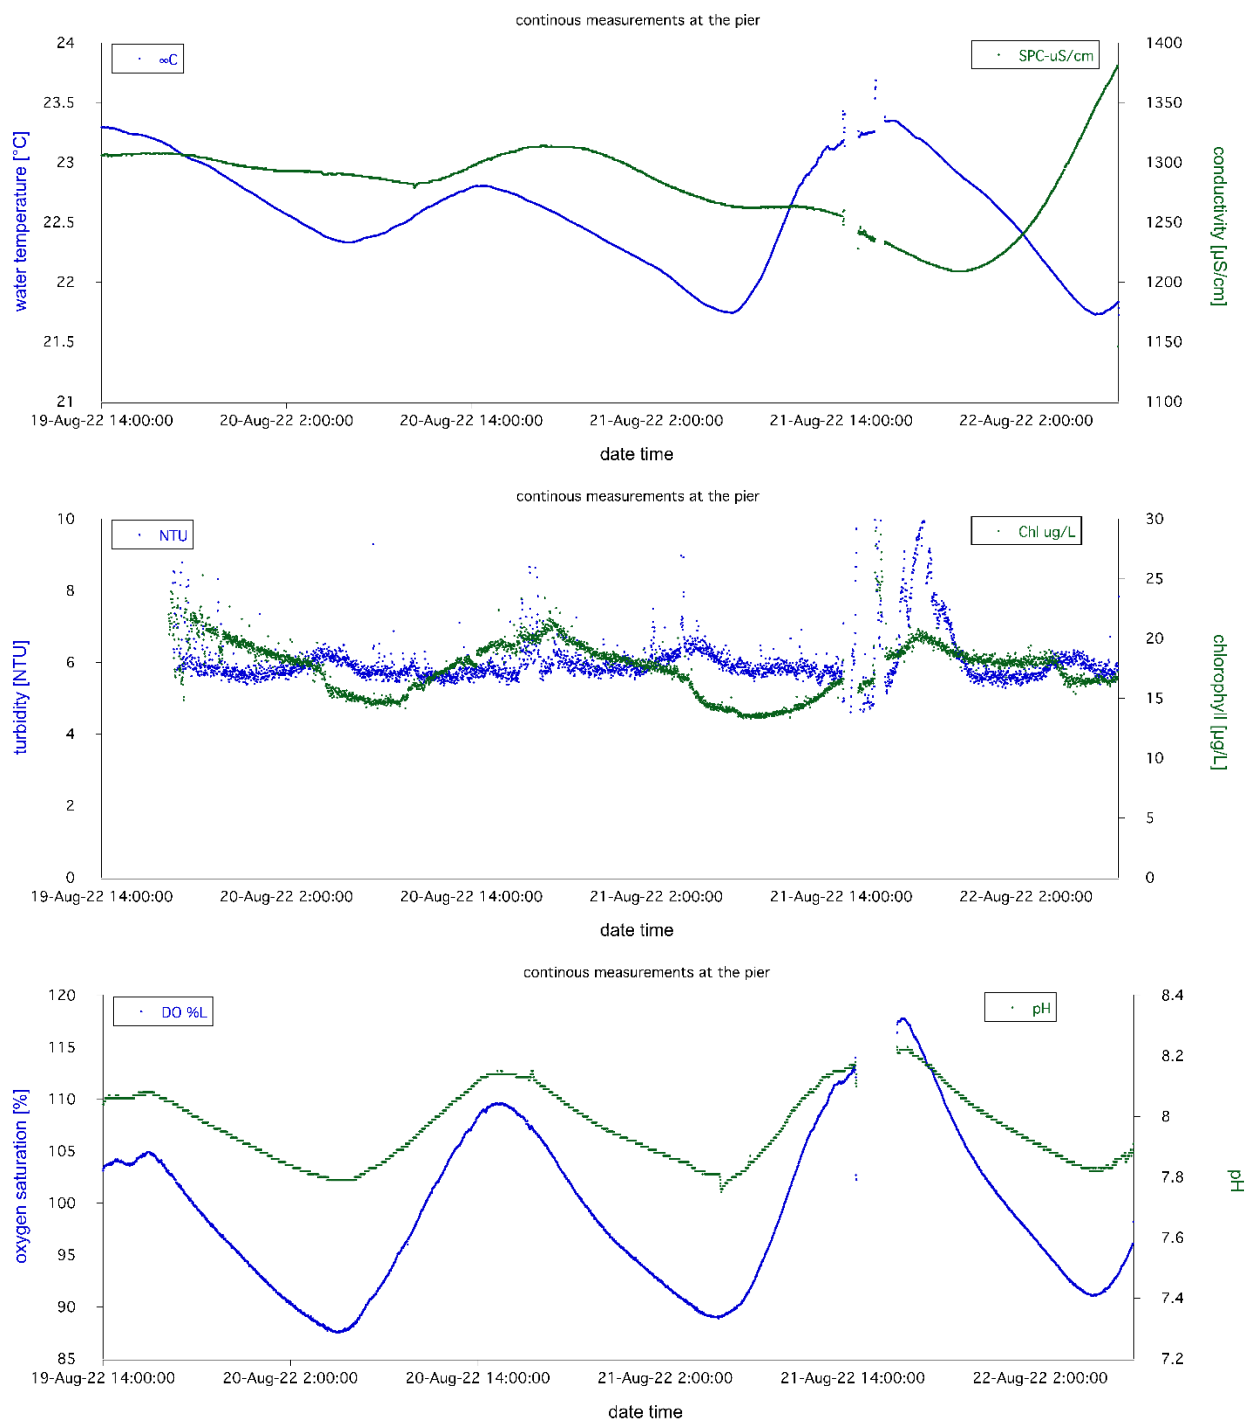 continous measurements at the pier
∞C
SPC-uS/cm
water temperature [°C]
24
23.5
23
22.5
22
21.5
21
1400
1350
1300
1250
1200
1150
1100
conductivity [µS/cm]
19-Aug-22 14:00:00 20-Aug-22 2:00:00 20-Aug-22 14:00:00 21-Aug-22 2:00:00 21-Aug-22 14:00:00 22-Aug-22 2:00:00
date time
continous measurements at the pier
NTU
Chl ug/L
turbidity [NTU]
10
8
6
4
2
0
30
25
20
15
10
5
0
chlorophyll [µg/L]
19-Aug-22 14:00:00 20-Aug-22 2:00:00 20-Aug-22 14:00:00 21-Aug-22 2:00:00 21-Aug-22 14:00:00 22-Aug-22 2:00:00
date time
continous measurements at the pier
DO %L
pH
oxygen saturation [%]
120
115
110
105
100
95
90
85
8.4
8.2
8
7.8
7.6
7.4
7.2
pH
19-Aug-22 14:00:00 20-Aug-22 2:00:00 20-Aug-22 14:00:00 21-Aug-22 2:00:00 21-Aug-22 14:00:00 22-Aug-22 2:00:00
date time